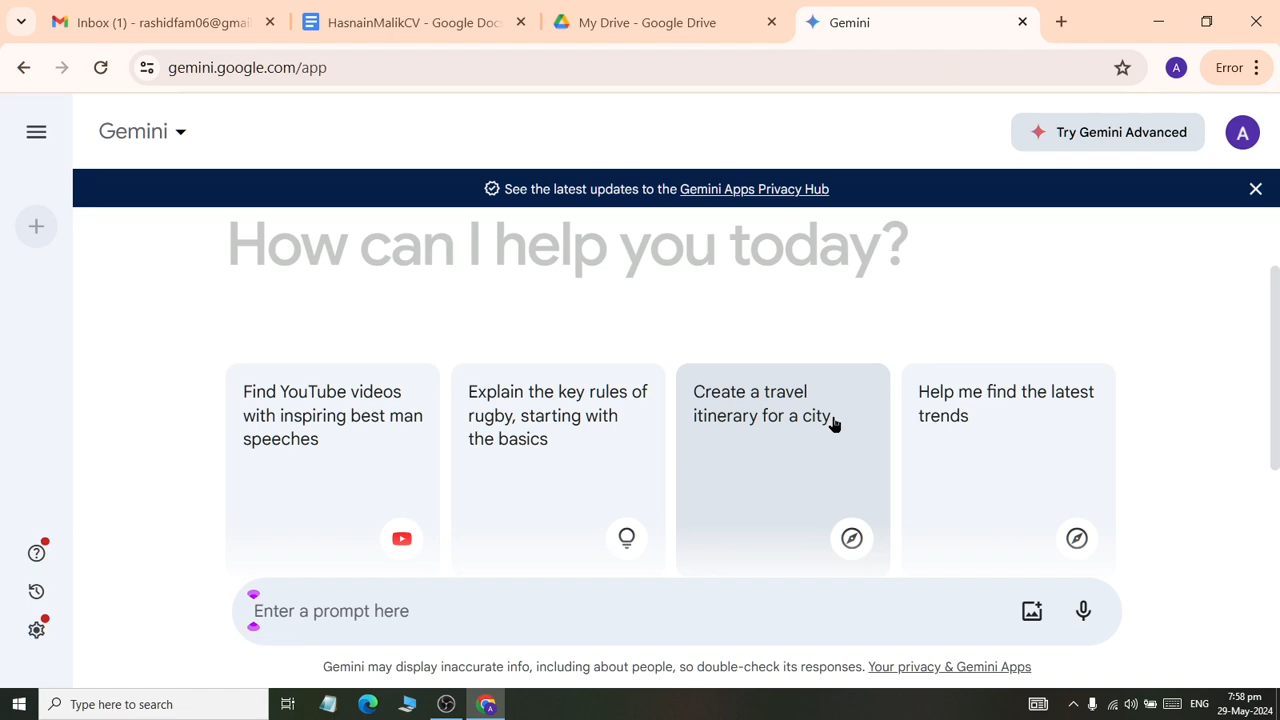 Inbox (1) - rashidfam06@gmai
HasnainMalikCV - Google Doc
My Drive - Google Drive
Gemini
gemini.google.com/app
A
Error
Gemini
Try Gemini Advanced
A
See the latest updates to the Gemini Apps Privacy Hub
How can I help you today?
Find YouTube videos
with inspiring best man
speeches
Explain the key rules of
rugby, starting with
the basics
Create a travel
itinerary for a city
Help me find the latest
trends
Enter a prompt here
Gemini may display inaccurate info, including about people, so double-check its responses. Your privacy & Gemini Apps
Type here to search
ENG
7:58 pm
29-May-2024